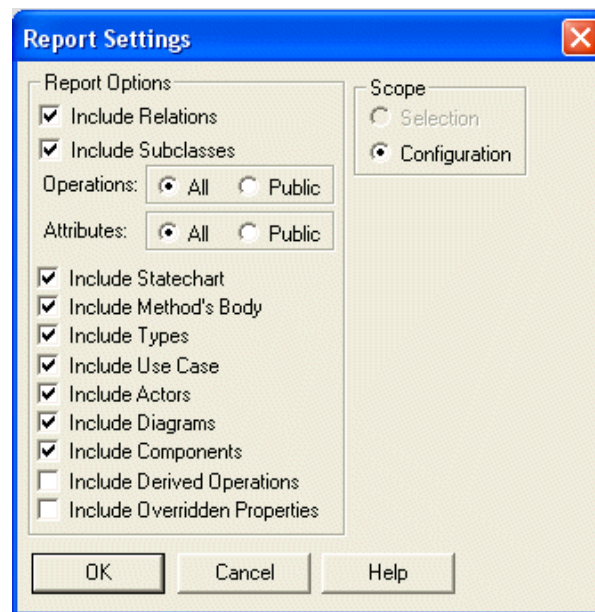 Report Settings
Report Options
Include Relations
Include Subclasses
Operations: All Public
Attributes: All Public
Include Statechart
Include Method's Body
Include Types
Include Use Case
Include Actors
Include Diagrams
Include Components
Include Derived Operations
Include Overridden Properties
Scope
Selection
Configuration
OK Cancel Help